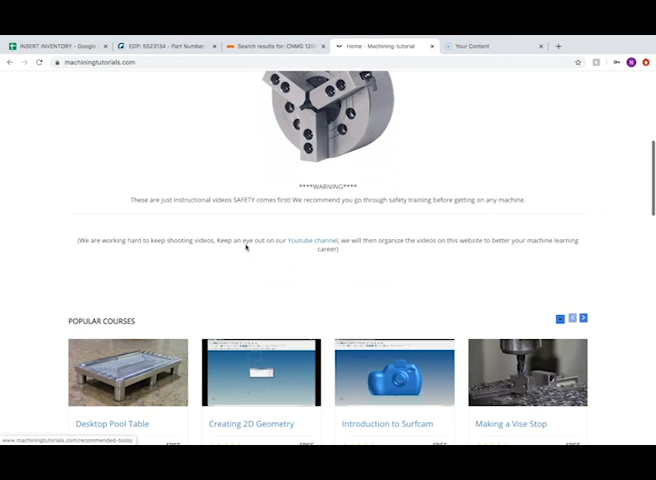 INSERT INVENTORY - Google
EDP: 5523134 - Part Number
Search results for: CNMG 120
Home - Machining-tutorial
Your Content
machiningtutorials.com
N
****WARNING****
These are just instructional videos SAFETY comes first! We recommend you go through safety training before getting on any machine.
(We are working hard to keep shooting videos, Keep an eye out on our Youtube channel, we will then organize the videos on this website to better your machine learning
career)
POPULAR COURSES
Desktop Pool Table
Creating 2D Geometry
Introduction to Surfcam
Making a Vise Stop
www.machiningtutorials.com/recommended-tools/